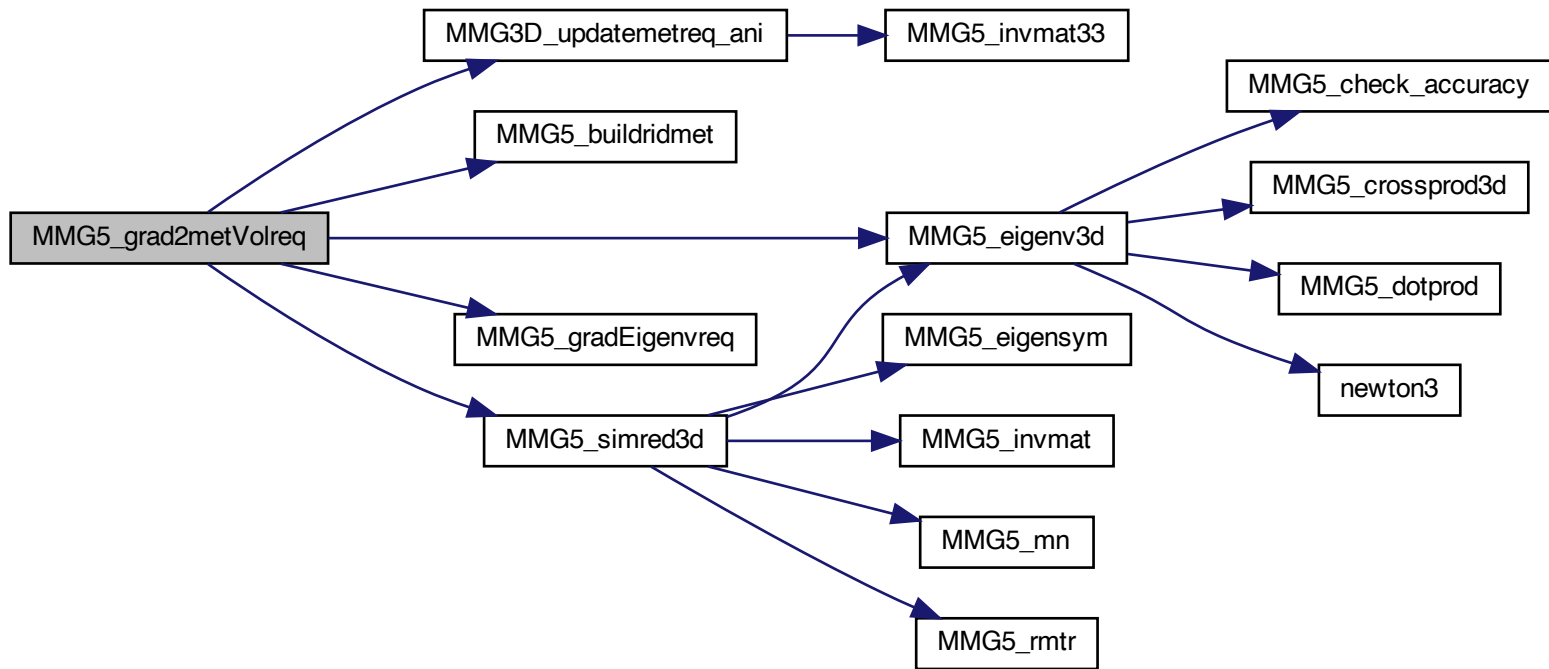 MMG3D_updatemetreq_ani
MMG5_invmat33
MMG5_check_accuracy
MMG5_buildridmet
MMG5_crossprod3d
MMG5_grad2metVolreq
MMG5_eigenv3d
MMG5_dotprod
MMG5_gradEigenvreq
MMG5_eigensym
newton3
MMG5_simred3d
MMG5_invmat
MMG5_mn
MMG5_rmtr